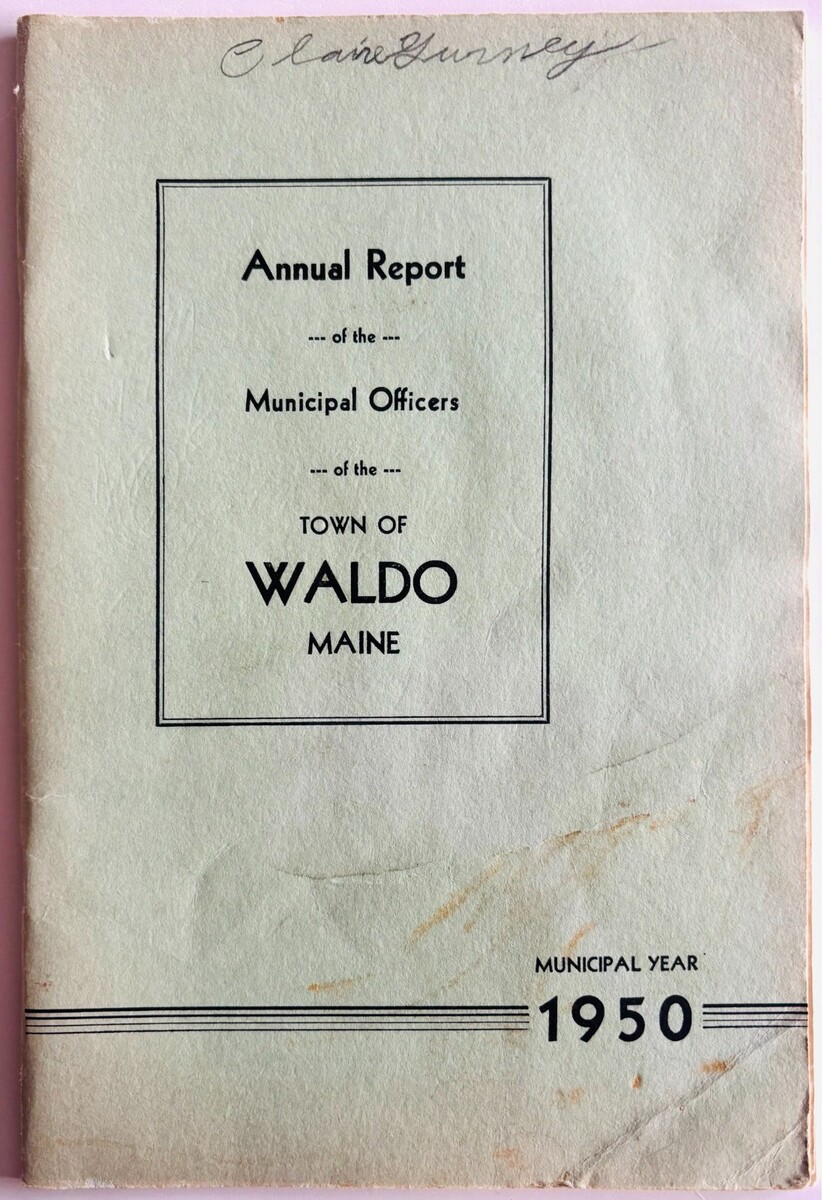 Claire Gurney
Annual Report
--- of the ---
Municipal Officers
--- of the ---
TOWN OF
WALDO
MAINE
MUNICIPAL YEAR
1950